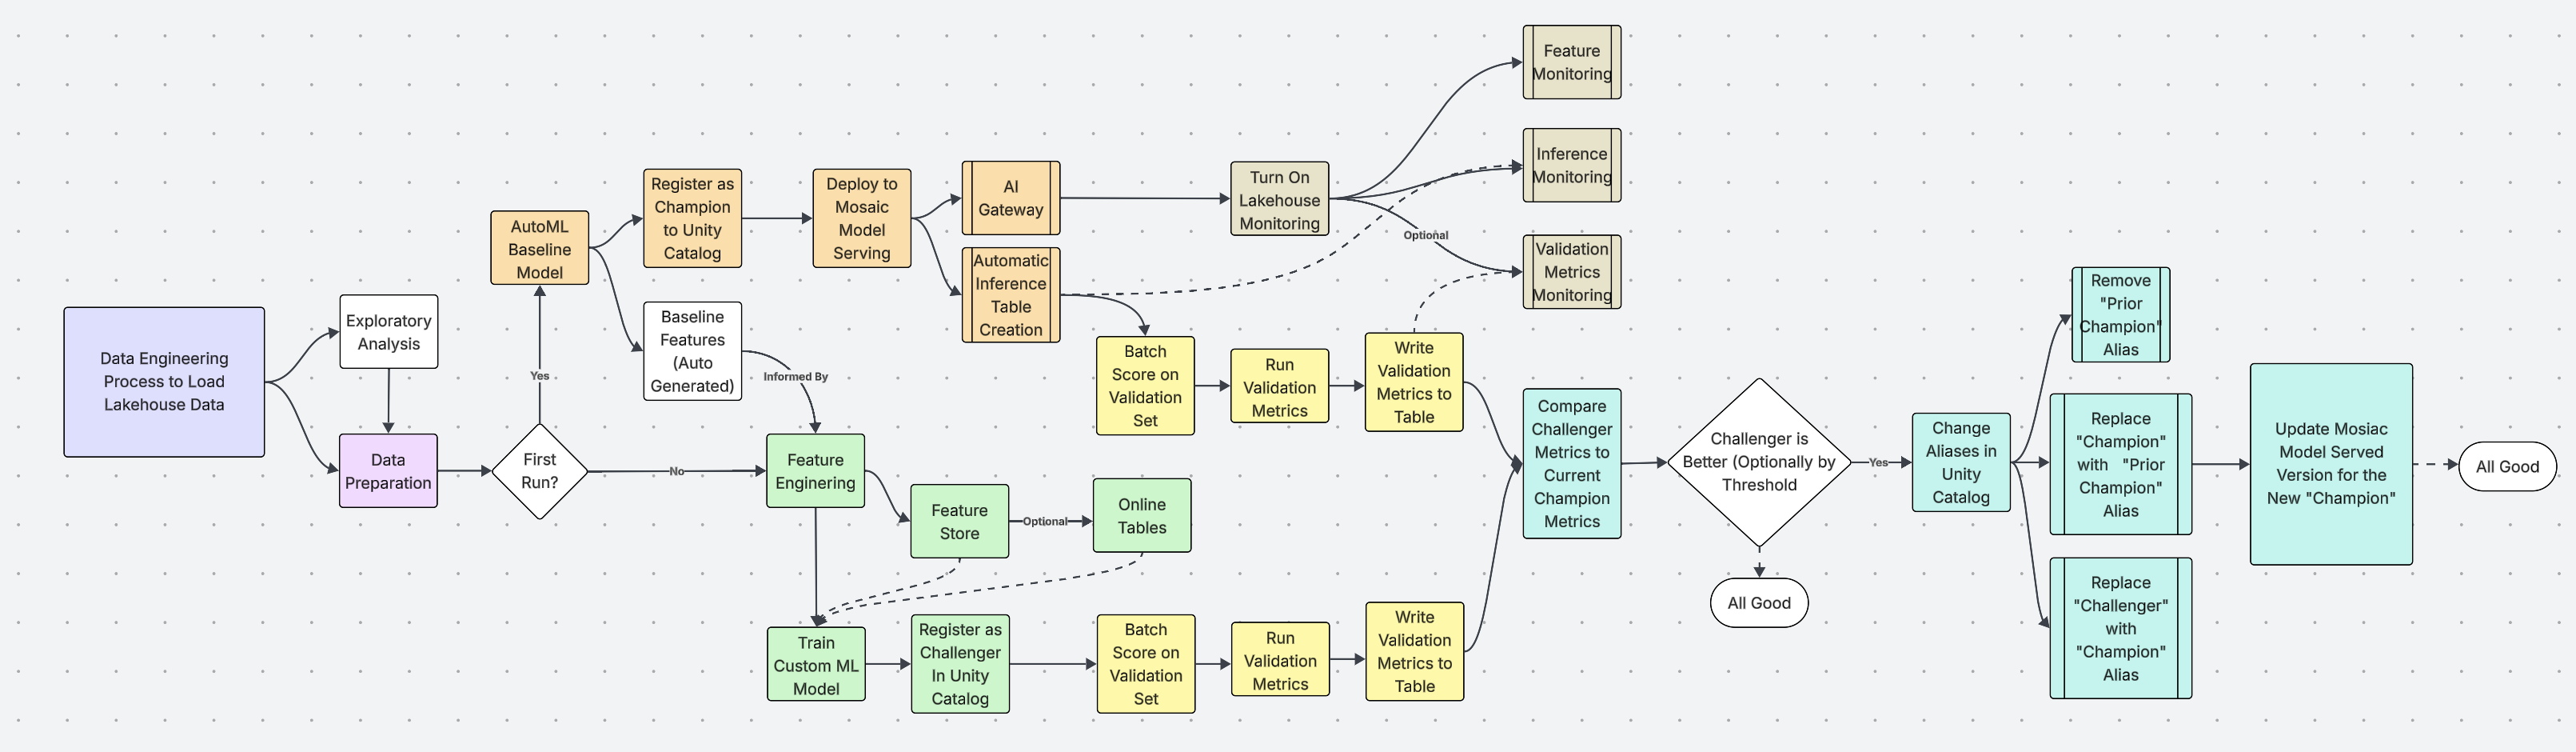 Data Engineering
Process to Load
Lakehouse Data
Exploratory
Analysis
Data
Preparation
First
Run?
Yes
No
AutoML
Baseline
Model
Register as
Champion
to Unity
Catalog
Baseline
Features
(Auto
Generated)
Informed By
Deploy to
Mosaic
Model
Serving
AI
Gateway
Automatic
Inference
Table
Creation
Turn On
Lakehouse
Monitoring
Optional
Feature
Monitoring
Inference
Monitoring
Validation
Metrics
Monitoring
Batch
Score on
Validation
Set
Run
Validation
Metrics
Write
Validation
Metrics to
Table
Feature
Enginering
Feature
Store
Optional
Online
Tables
Train
Custom ML
Model
Register as
Challenger
In Unity
Catalog
Batch
Score on
Validation
Set
Run
Validation
Metrics
Write
Validation
Metrics to
Table
Compare
Challenger
Metrics to
Current
Champion
Metrics
Challenger is
Better (Optionally by
Threshold
All Good
Yes
Change
Aliases in
Unity
Catalog
Remove
"Prior
Champion"
Alias
Replace
"Champion"
with "Prior
Champion"
Alias
Replace
"Challenger"
with
"Champion"
Alias
Update Mosiac
Model Served
Version for the
New "Champion"
All Good